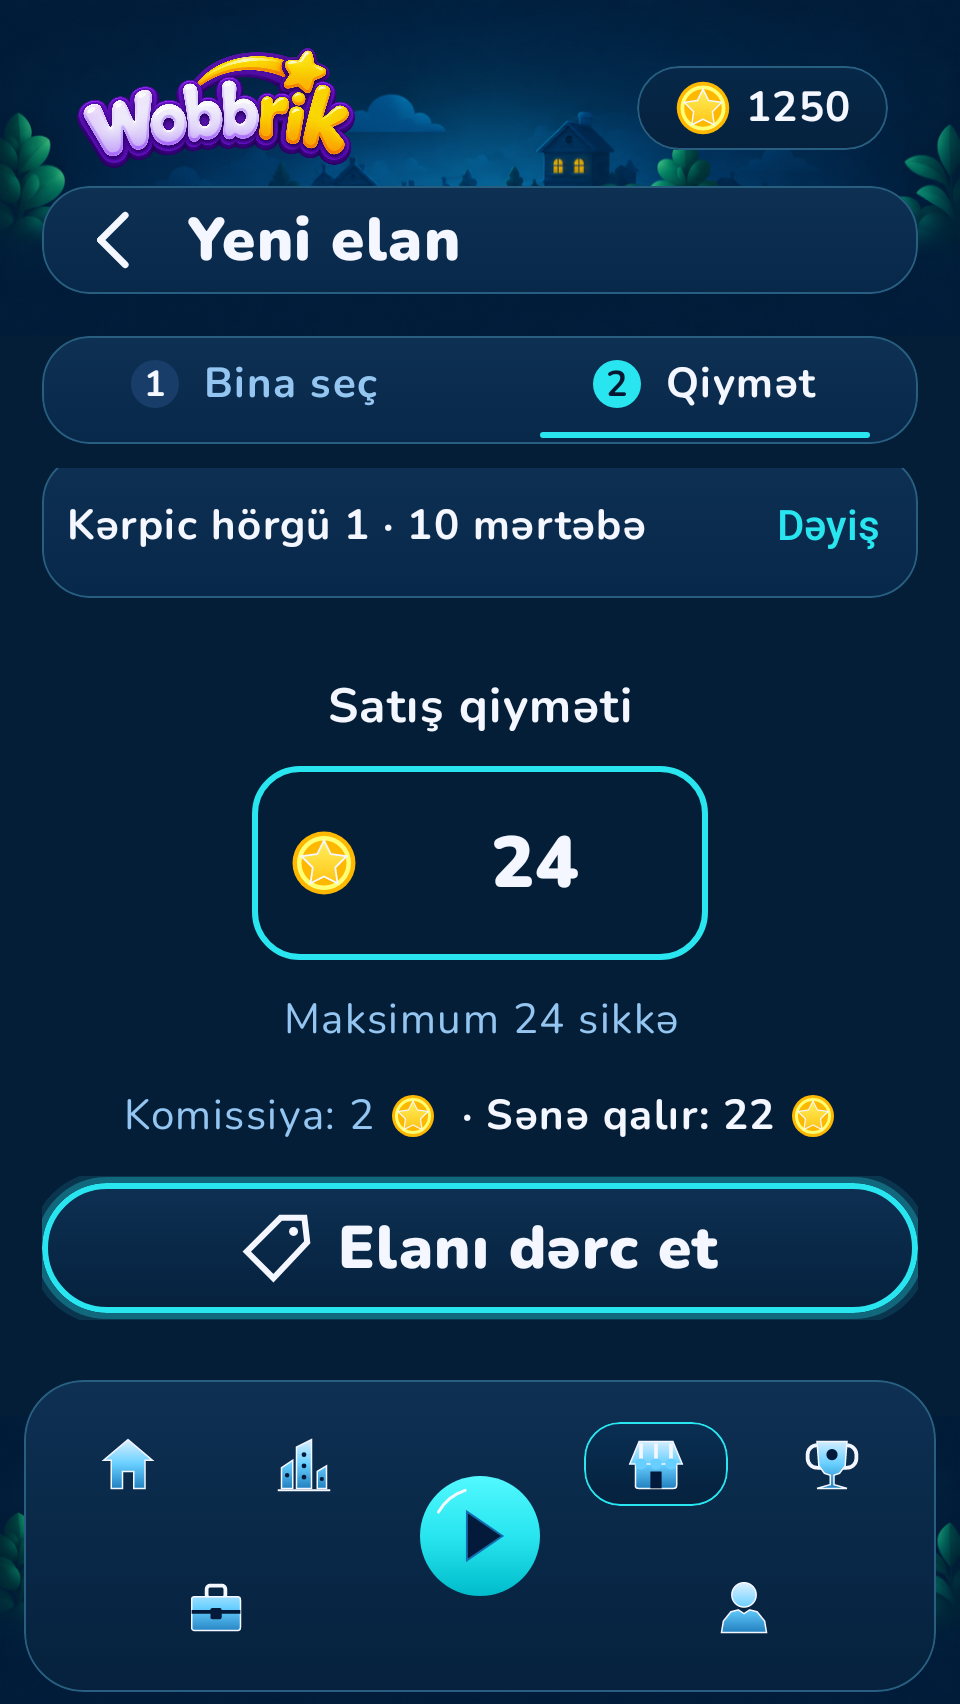 Wobbrik
1250
Yeni elan
1 Bina seç
2 Qiymət
Kərpic hörgü 1 · 10 mərtəbə
Dəyiş
Satış qiyməti
24
Maksimum 24 sikkə
Komissiya: 2 · Sənə qalır: 22
Elanı dərc et